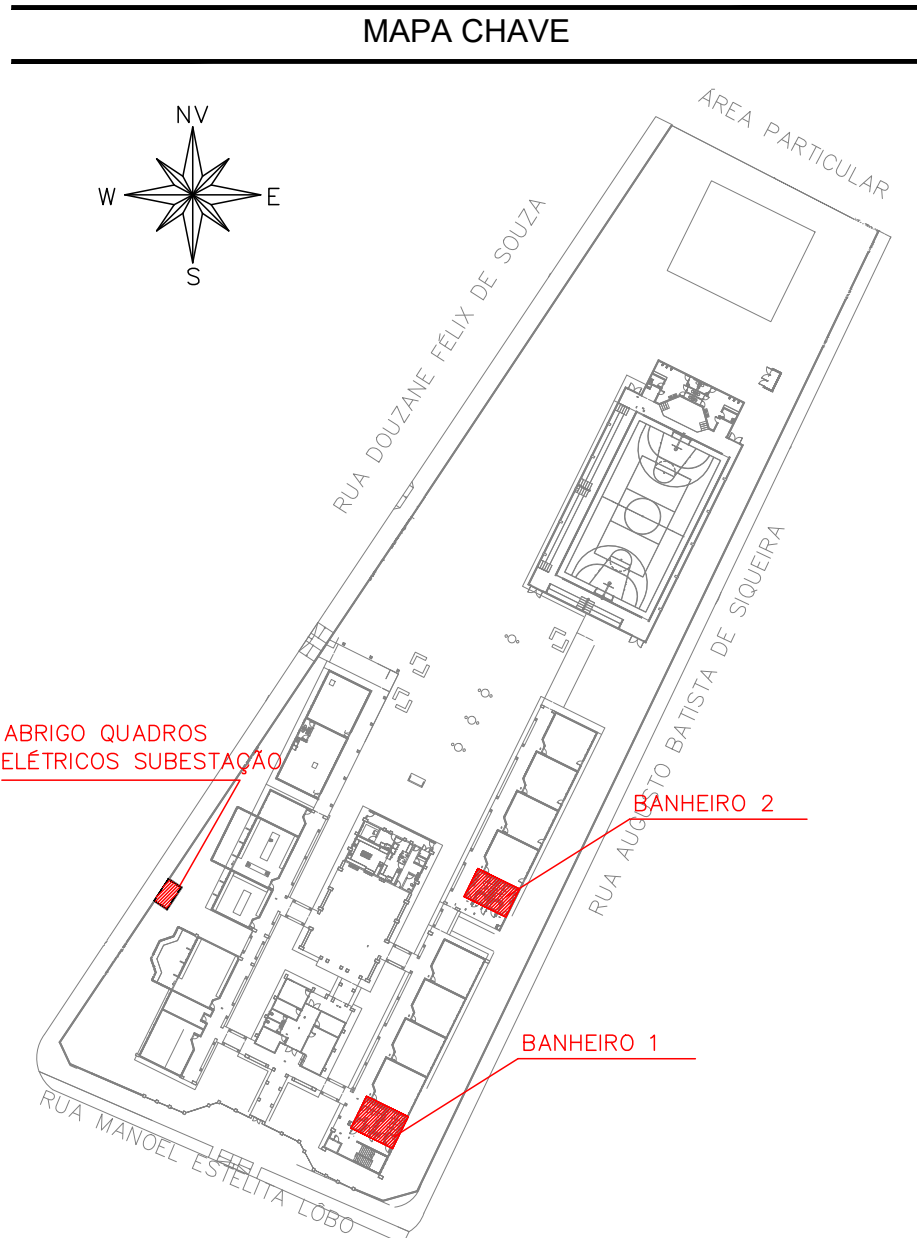 MAPA CHAVE
ÁREA PARTICULAR
NV
W
E
S
RUA DOUZANE FÉLIX DE SOUZA
RUA AUGUSTO BATISTA DE SIQUEIRA
ABRIGO QUADROS
ELÉTRICOS SUBESTAÇÃO
BANHEIRO 2
BANHEIRO 1
RUA MANOEL ESTELITA LÔBO